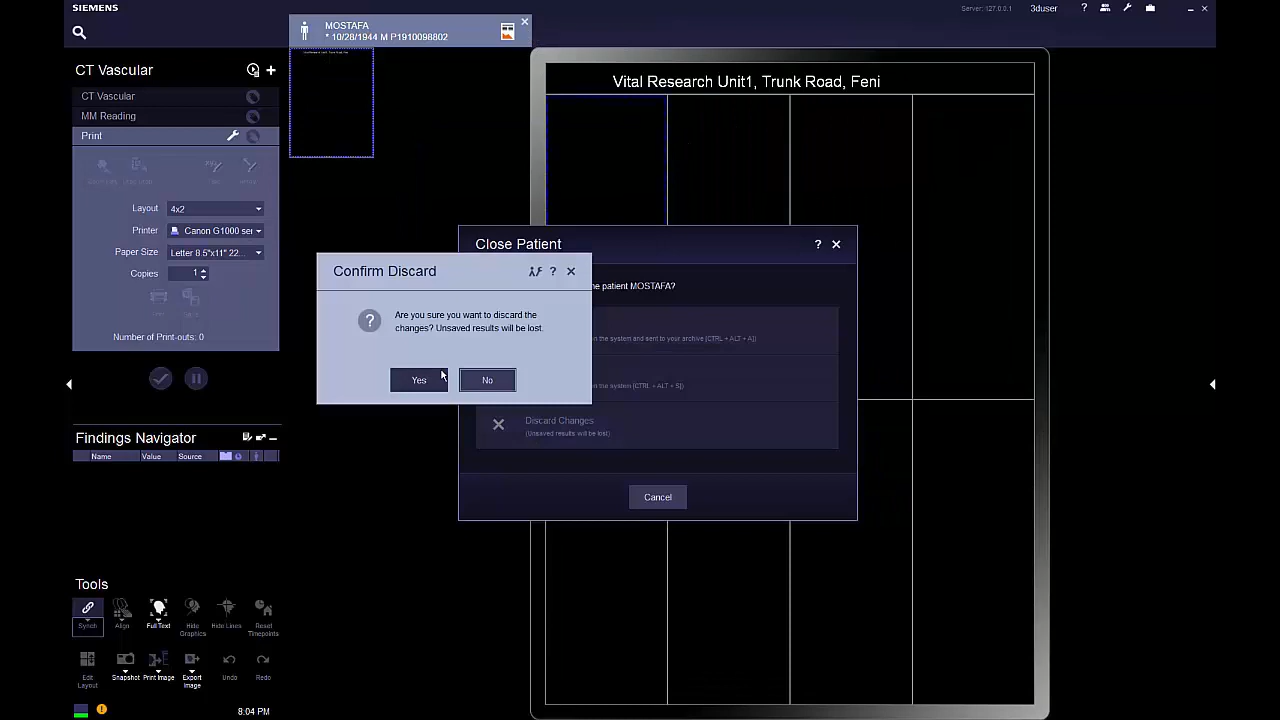 SIEMENS
Server: 127.0.0.1
3duser
?
MOSTAFA
* 10/28/1944 M P1910098802
CT Vascular
CT Vascular
MM Reading
Print
Layout
4x2
Printer
Canon G1000 ser
Paper Size
Letter 8.5"x11" 22...
Copies
1
Number of Print-outs: 0
Findings Navigator
Name
Value
Source
Vital Research Unit1, Trunk Road, Feni
Close Patient
?
the patient MOSTAFA?
on the system and sent to your archive [CTRL + ALT + A])
on the system [CTRL + ALT + S])
Discard Changes
(Unsaved results will be lost)
Cancel
Confirm Discard
?
Are you sure you want to discard the
changes? Unsaved results will be lost.
Yes
No
Tools
Synch
Align
Full Text
Hide
Graphics
Hide Lines
Reset
Timepoints
Edit
Layout
Snapshot
Print Image
Export
Image
Undo
Redo
8:04 PM